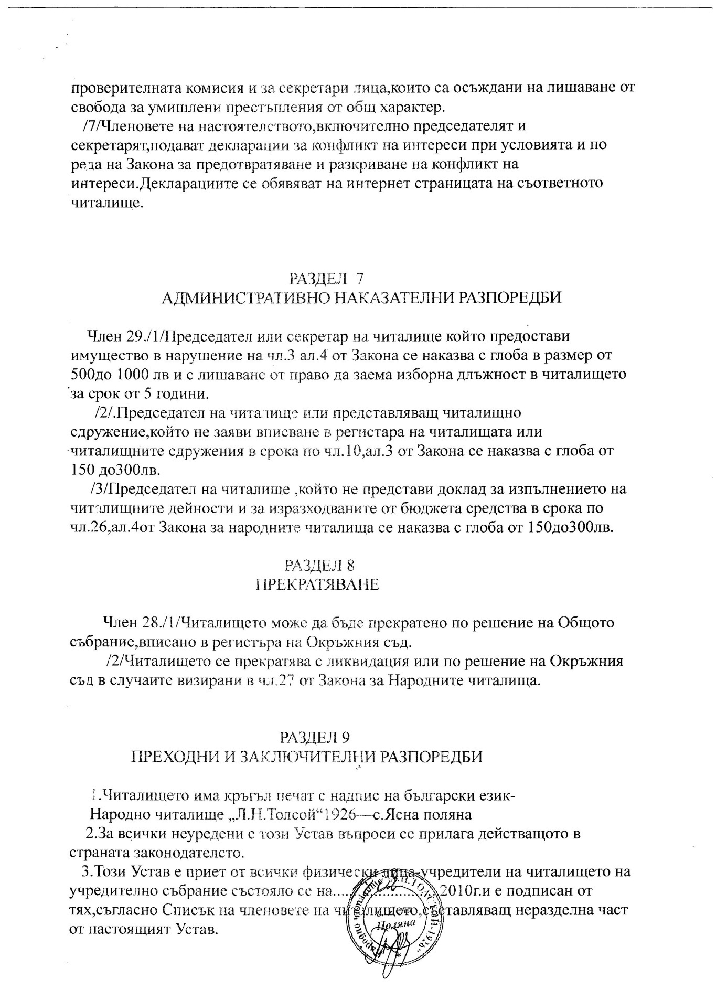 проверителната комисия и за секретари лица,които са осъждани на лишаване от
свобода за умишлени престъпления от общ характер.
/7/Членовете на настоятелството,включително председателят и
секретарят,подават декларации за конфликт на интереси при условията и по
реда на Закона за предотвратяване и разкриване на конфликт на
интереси.Декларациите се обявяват на интернет страницата на съответното
читалище.
РАЗДЕЛ 7
АДМИНИСТРАТИВНО НАКАЗАТЕЛНИ РАЗПОРЕДБИ
Член 29./1/Председател или секретар на читалище който предостави
имущество в нарушение на чл.3 ал.4 от Закона се наказва с глоба в размер от
500до 1000 лв и с лишаване от право да заема изборна длъжност в читалището
за срок от 5 години.
/2/.Председател на читалище или представляващ читалищно
сдружение,който не заяви вписване в регистара на читалищата или
читалищните сдружения в срока по чл.10,ал.3 от Закона се наказва с глоба от
150 до300лв.
/3/Председател на читалише ,който не представи доклад за изпълнението на
читалищните дейности и за изразходваните от бюджета средства в срока по
чл.26,ал.4от Закона за народните читалища се наказва с глоба от 150до300лв.
РАЗДЕЛ 8
ПРЕКРАТЯВАНЕ
Член 28./1/Читалището може да бъде прекратено по решение на Общото
събрание,вписано в регистъра на Окръжния съд.
/2/Читалището се прекратява с ликвидация или по решение на Окръжния
съд в случаите визирани в чл.27 от Закона за Народните читалища.
РАЗДЕЛ 9
ПРЕХОДНИ И ЗАКЛЮЧИТЕЛНИ РАЗПОРЕДБИ
1.Читалището има кръгъл печат с надпис на български език-
Народно читалище „Л.Н.Толсой“1926-—с.Ясна поляна
2.За всички неуредени с този Устав въпроси се прилага действащото в
страната законодателсто.
3.Този Устав е приет от всички физически лица-учредители на читалището на
учредително събрание състояло се на..........................2010г.и е подписан от
тях,съгласно Списък на членовете на читалището,съставляващ неразделна част
от настоящият Устав.
Народно читалище ТОЛСТОЙ-1926"
Поляна